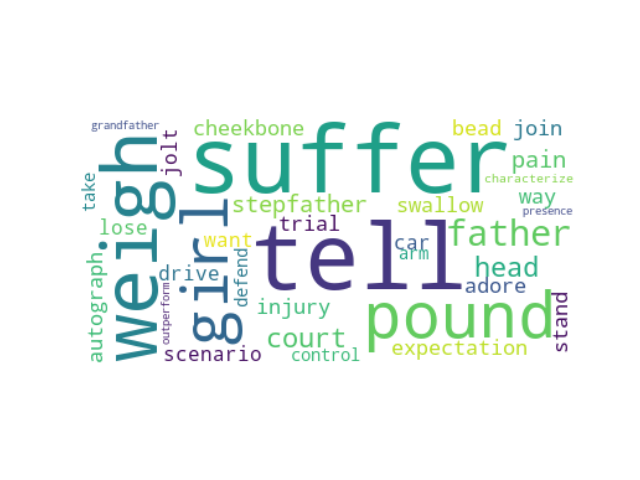 grandfather
cheekbone
bead
join
jolt
suffer
weigh
pain
characterize
take
way
girl
stepfather
swallow
presence
lose
trial
father
want
tell
car
arm
head
autograph
drive
defend
adore
outperform
injury
pound
stand
court
scenario
control
expectation